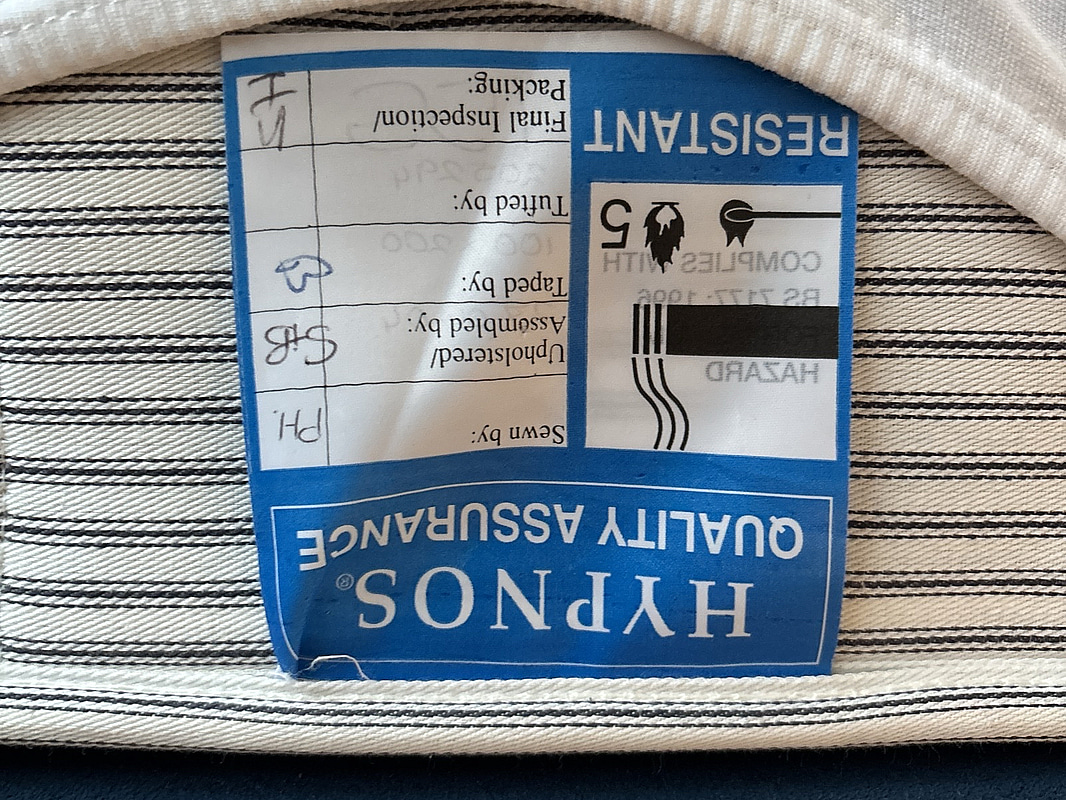 HYPNOS®
QUALITY ASSURANCE
Sewn by: PH.
Upholstered/
Assembled by: SHB
Taped by:
Tufted by:
Final Inspection/
Packing:
HAZARD
BS 7177: 1996
COMPLIES WITH
5
RESISTANT